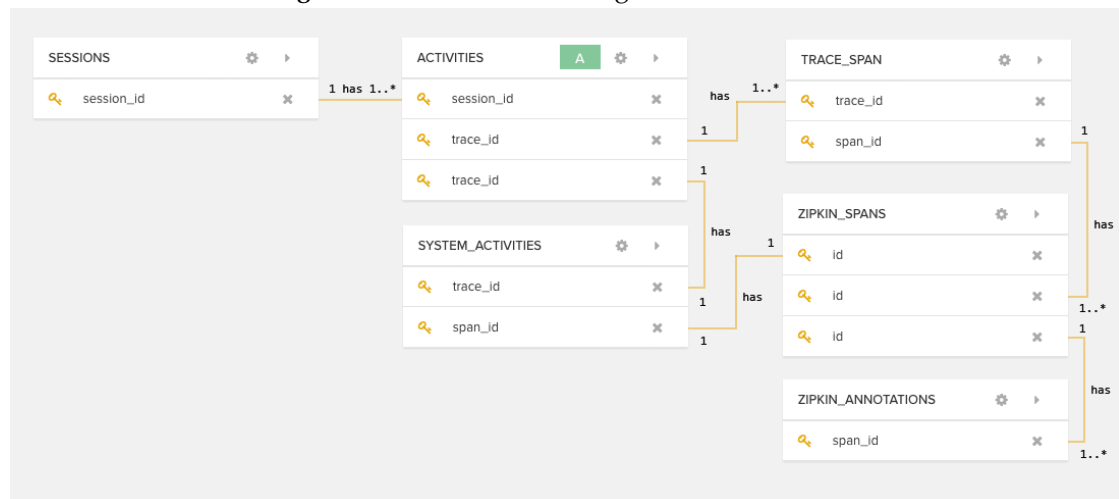 SESSIONS
session_id
1 has 1..*
ACTIVITIES
A
session_id
trace_id
trace_id
has
1..*
1
TRACE_SPAN
trace_id
span_id
1
has
1..*
1
has
1
SYSTEM_ACTIVITIES
trace_id
span_id
1
has
1
ZIPKIN_SPANS
id
id
id
1
has
1..*
ZIPKIN_ANNOTATIONS
span_id